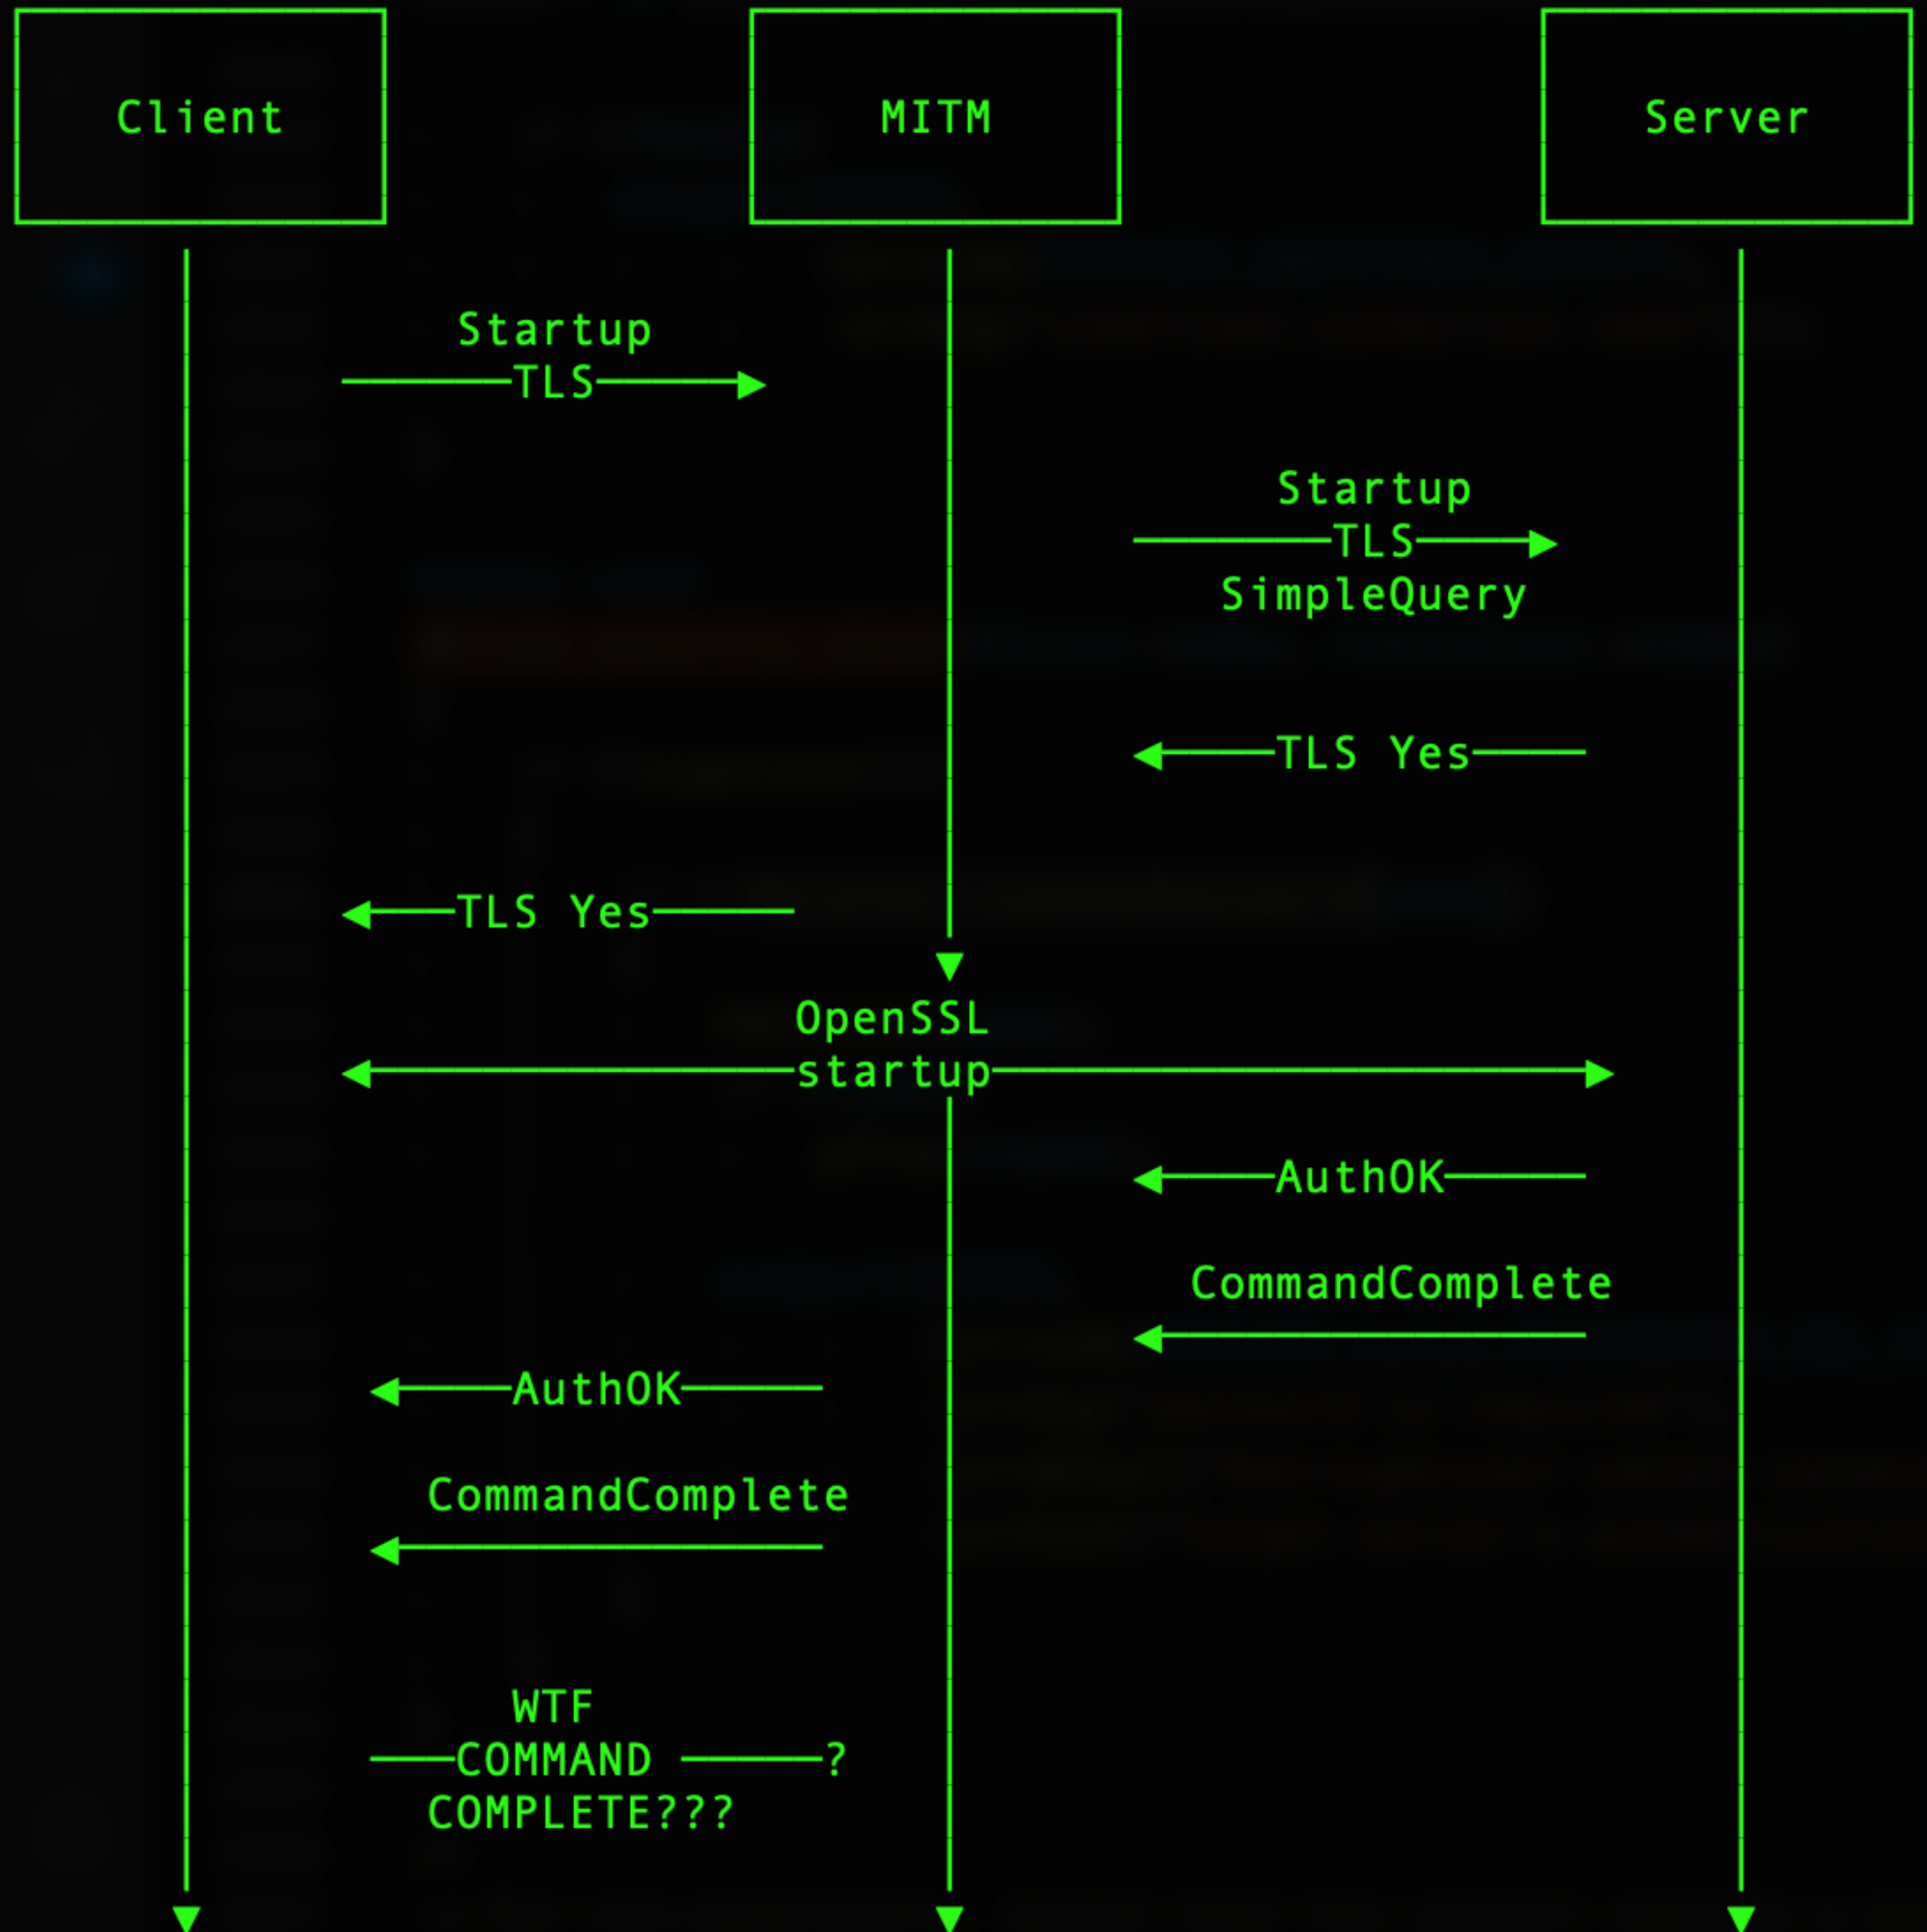 Client
MITM
Server
Startup
TLS
Startup
TLS
SimpleQuery
TLS Yes
TLS Yes
OpenSSL
startup
AuthOK
CommandComplete
AuthOK
CommandComplete
WTF
COMMAND ?
COMPLETE???